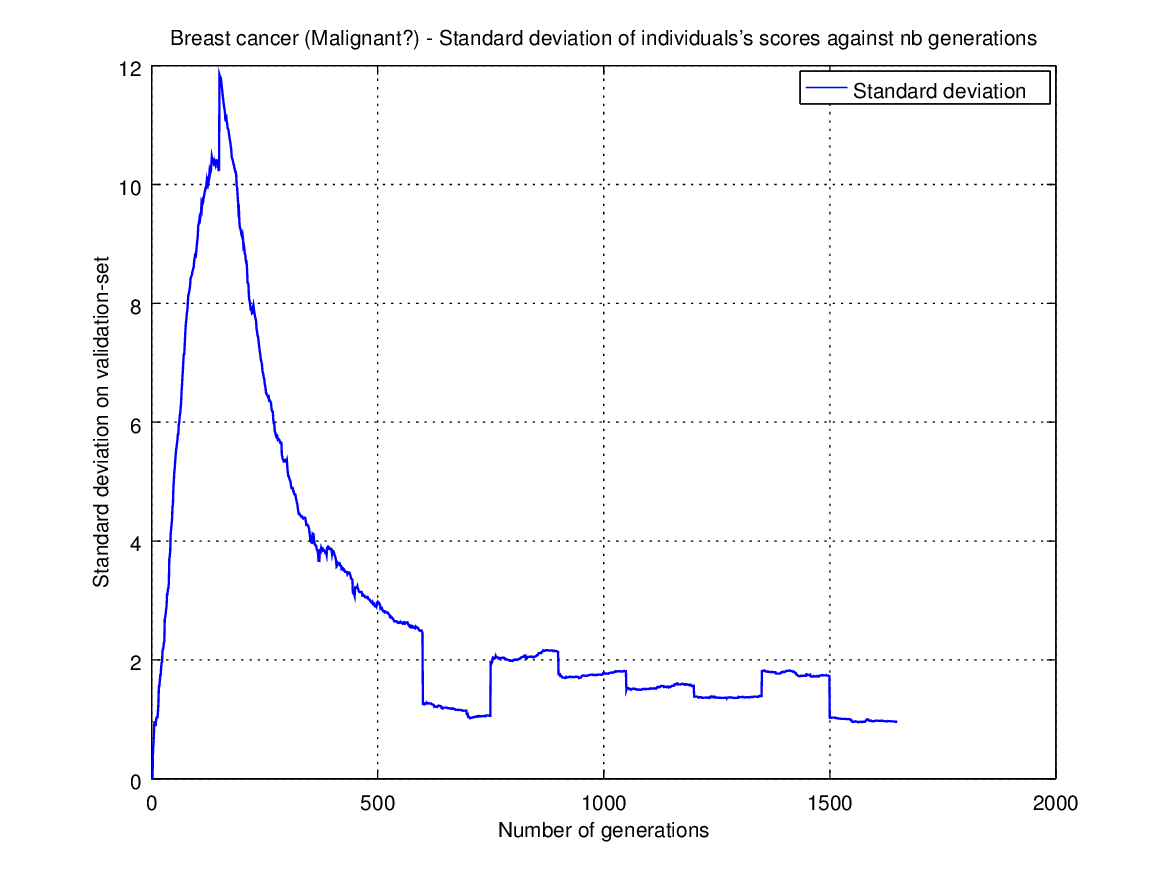 Breast cancer (Malignant?) - Standard deviation of individuals's scores against nb generations
Standard deviation
12
10
8
6
4
2
0
Standard deviation on validation-set
0 500 1000 1500 2000
Number of generations